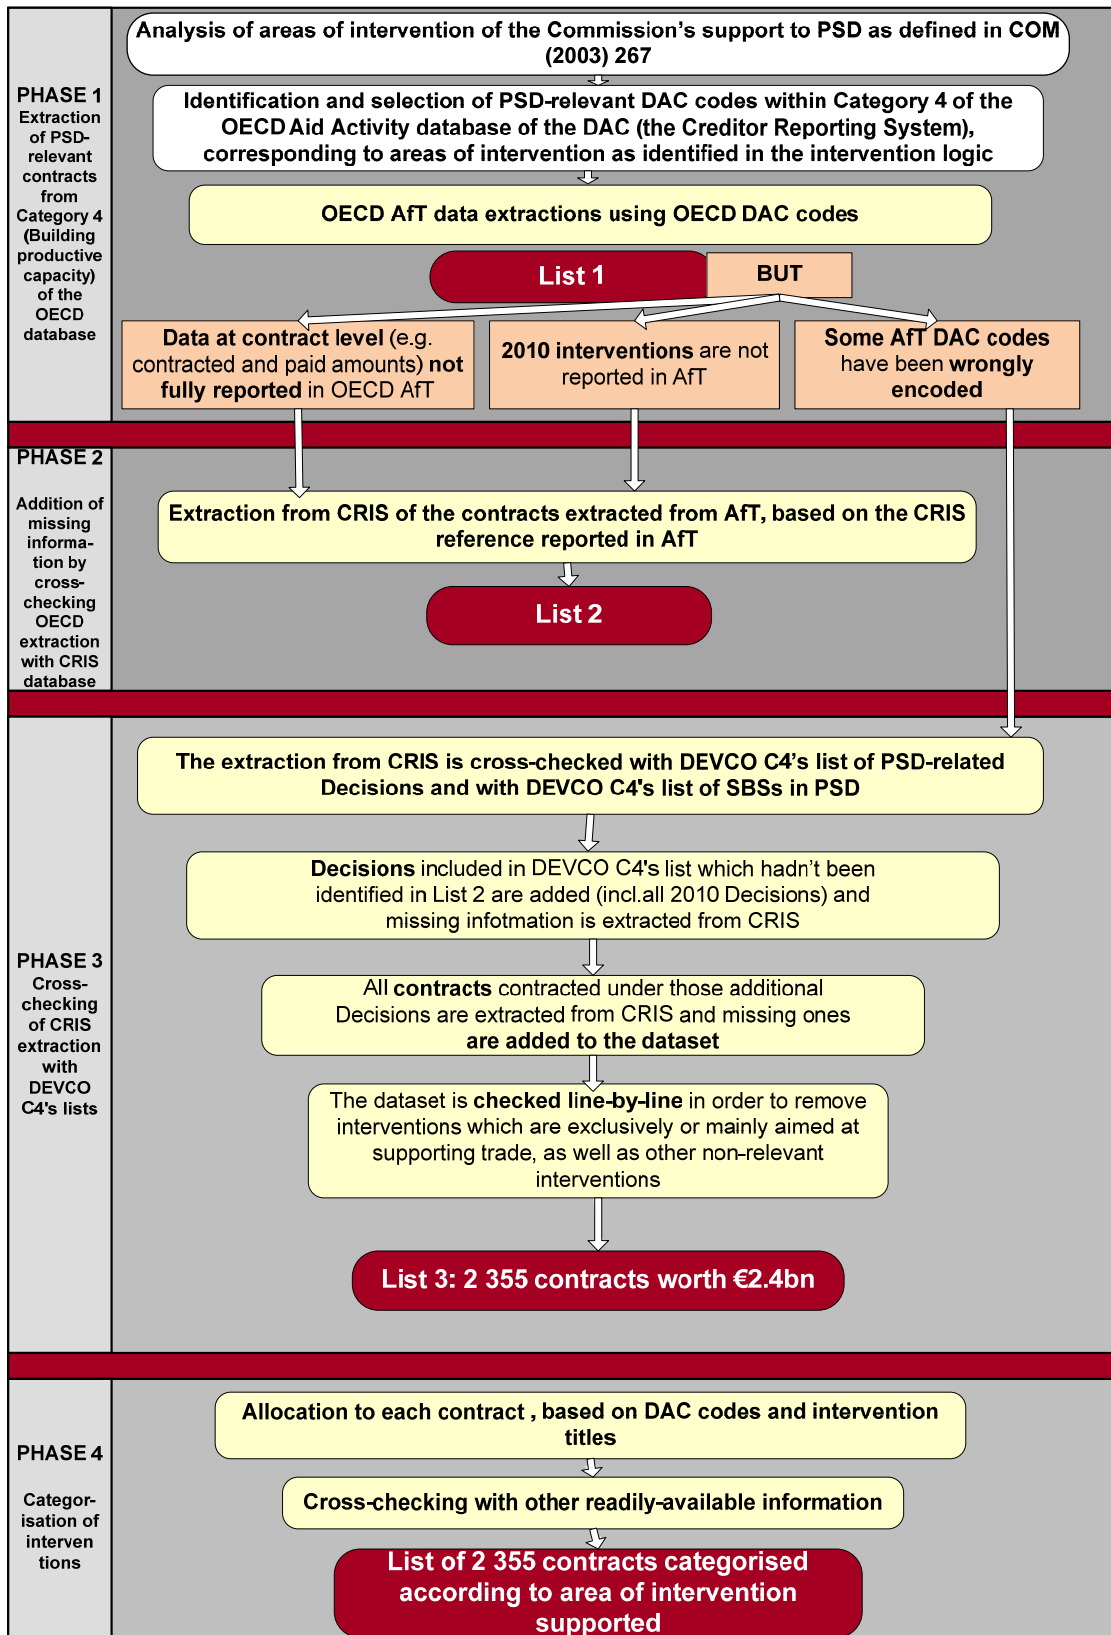 Analysis of areas of intervention of the Commission's support to PSD as defined in COM
(2003) 267
PHASE 1
Extraction
of PSD-
relevant
contracts
from
Category 4
(Building
productive
capacity)
of the
OECD
database
Identification and selection of PSD-relevant DAC codes within Category 4 of the
OECD Aid Activity database of the DAC (the Creditor Reporting System),
corresponding to areas of intervention as identified in the intervention logic
OECD AfT data extractions using OECD DAC codes
List 1
BUT
Data at contract level (e.g.
contracted and paid amounts) not
fully reported in OECD AfT
2010 interventions are not
reported in AfT
Some AfT DAC codes
have been wrongly
encoded
PHASE 2
Addition of
missing
informa-
tion by
cross-
checking
OECD
extraction
with CRIS
database
Extraction from CRIS of the contracts extracted from AfT, based on the CRIS
reference reported in AfT
List 2
PHASE 3
Cross-
checking
of CRIS
extraction
with
DEVCO
C4's lists
The extraction from CRIS is cross-checked with DEVCO C4's list of PSD-related
Decisions and with DEVCO C4's list of SBSs in PSD
Decisions included in DEVCO C4's list which hadn't been
identified in List 2 are added (incl.all 2010 Decisions) and
missing infotmation is extracted from CRIS
All contracts contracted under those additional
Decisions are extracted from CRIS and missing ones
are added to the dataset
The dataset is checked line-by-line in order to remove
interventions which are exclusively or mainly aimed at
supporting trade, as well as other non-relevant
interventions
List 3: 2 355 contracts worth €2.4bn
PHASE 4
Categor-
isation of
interven
tions
Allocation to each contract , based on DAC codes and intervention
titles
Cross-checking with other readily-available information
List of 2 355 contracts categorised
according to area of intervention
supported